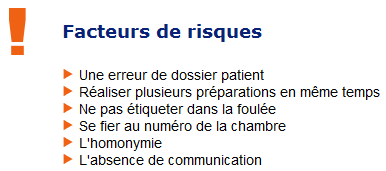 Facteurs de risques
Une erreur de dossier patient
Réaliser plusieurs préparations en même temps
Ne pas étiqueter dans la foulée
Se fier au numéro de la chambre
L'homonymie
L'absence de communication